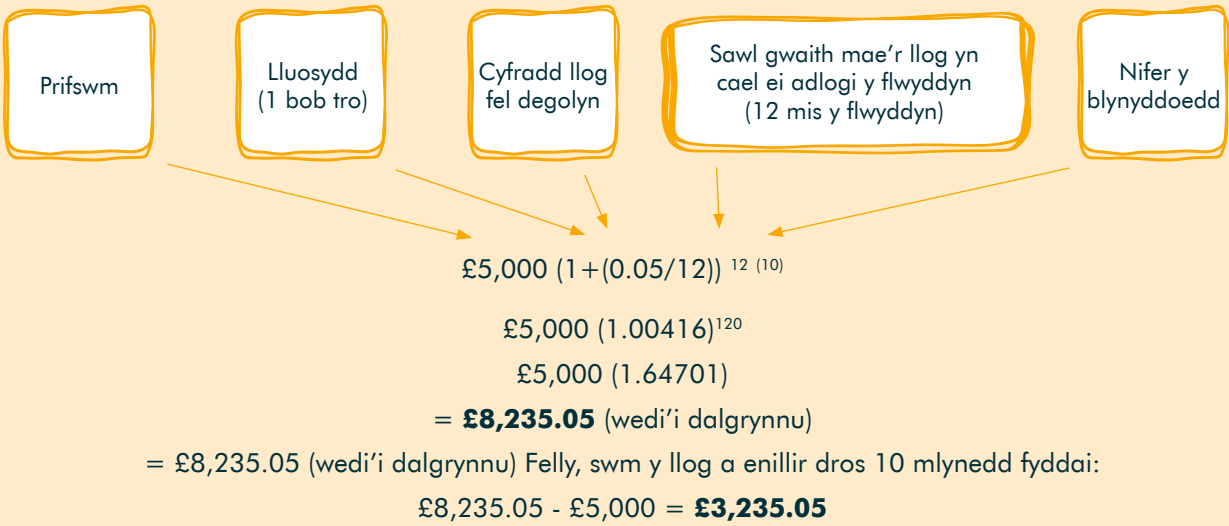 Prifswm
Lluosydd
(1 bob tro)
Cyfradd llog
fel degolyn
Sawl gwaith mae’r llog yn
cael ei adlogi y flwyddyn
(12 mis y flwyddyn)
Nifer y
blynyddoedd
£5,000 (1+(0.05/12)) ¹² ⁽¹⁰⁾
£5,000 (1.00416)¹²⁰
£5,000 (1.64701)
= £8,235.05 (wedi’i dalgrynnu)
= £8,235.05 (wedi’i dalgrynnu) Felly, swm y llog a enillir dros 10 mlynedd fyddai:
£8,235.05 - £5,000 = £3,235.05